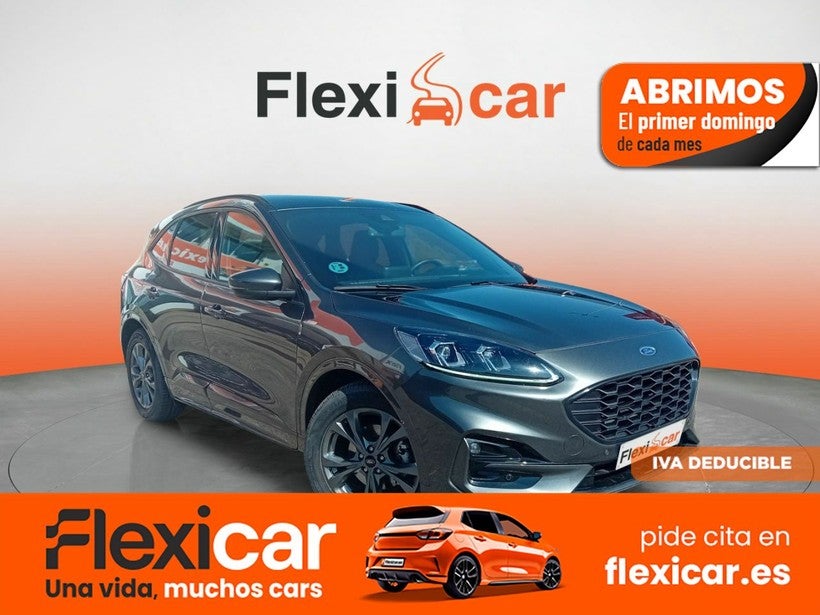 Flexicar
ABRIMOS
El primer domingo
de cada mes
Ford
Flexicar
IVA DEDUCIBLE
Flexicar
Una vida, muchos cars
pide cita en
flexicar.es